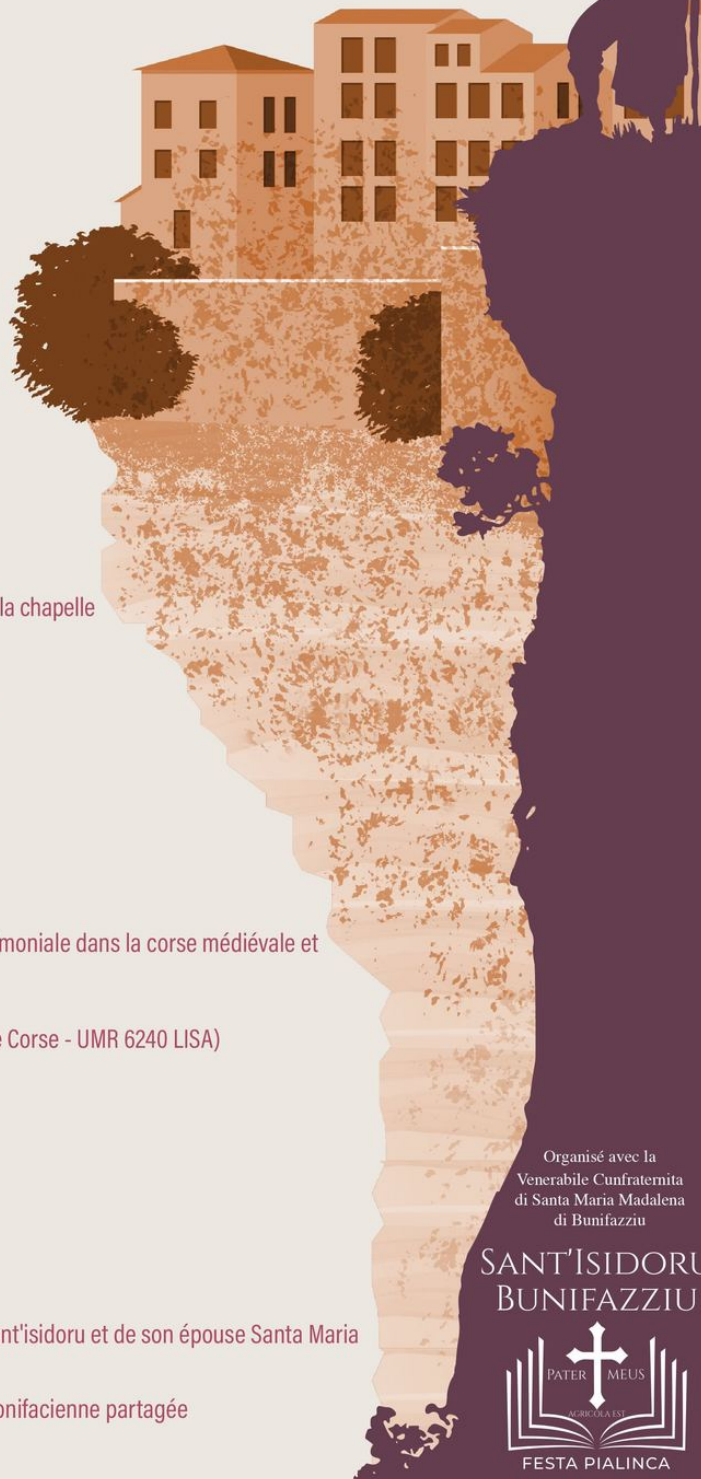 la chapelle
moniale dans la corse médiévale et
e Corse - UMR 6240 LISA)
Organisé avec la
Venerabile Cunfraternita
di Santa Maria Madalena
di Bunifazziu
SANT'ISIDORU
BUNIFAZZIU
PATER MEUS
AGRICOLA EST
FESTA PIALINCA
nt'isidoru et de son épouse Santa Maria
onifacienne partagée